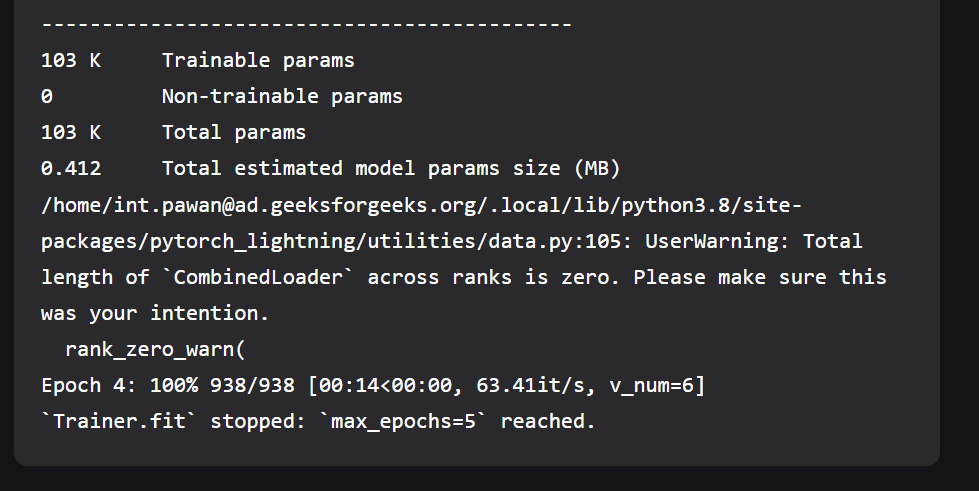 --------------------------------------------
103 K     Trainable params
0         Non-trainable params
103 K     Total params
0.412     Total estimated model params size (MB)
/home/int.pawan@ad.geeksforgeeks.org/.local/lib/python3.8/site-
packages/pytorch_lightning/utilities/data.py:105: UserWarning: Total
length of `CombinedLoader` across ranks is zero. Please make sure this
was your intention.
  rank_zero_warn(
Epoch 4: 100% 938/938 [00:14<00:00, 63.41it/s, v_num=6]
`Trainer.fit` stopped: `max_epochs=5` reached.